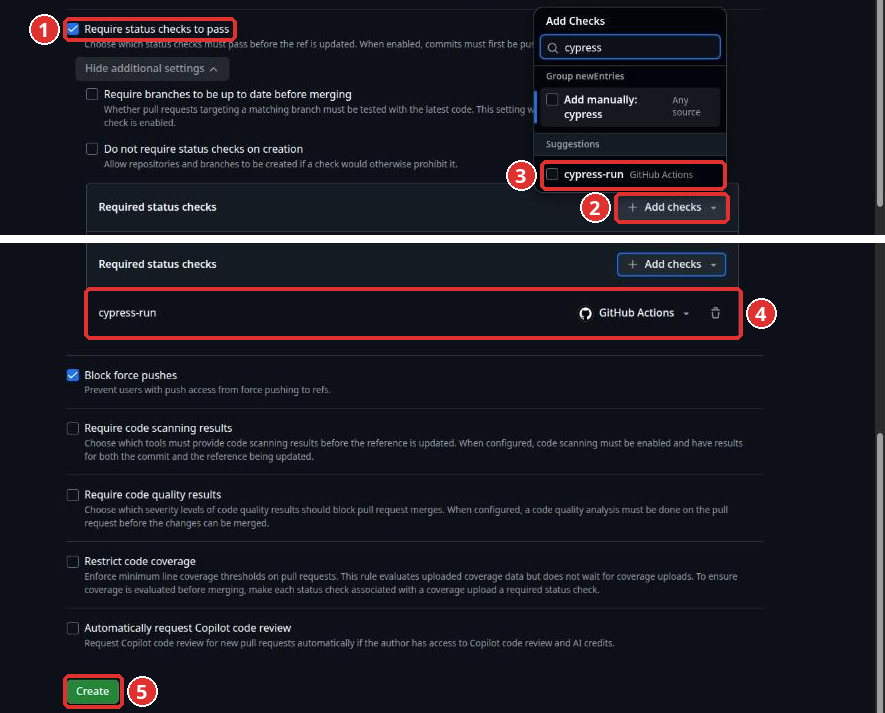 1
Require status checks to pass
Choose which status checks must pass before the ref is updated. When enabled, commits must first be pus
Hide additional settings
Require branches to be up to date before merging
Whether pull requests targeting a matching branch must be tested with the latest code. This setting w
check is enabled.
Do not require status checks on creation
Allow repositories and branches to be created if a check would otherwise prohibit it.
Add Checks
cypress
Group newEntries
Add manually: cypress
Any source
Suggestions
3
cypress-run GitHub Actions
Required status checks
2
+ Add checks
Required status checks
+ Add checks
cypress-run
GitHub Actions
4
Block force pushes
Prevent users with push access from force pushing to refs.
Require code scanning results
Choose which tools must provide code scanning results before the reference is updated. When configured, code scanning must be enabled and have results
for both the commit and the reference being updated.
Require code quality results
Choose which severity levels of code quality results should block pull request merges. When configured, a code quality analysis must be done on the pull
request before the changes can be merged.
Restrict code coverage
Enforce minimum line coverage thresholds on pull requests. This rule evaluates uploaded coverage data but does not wait for coverage uploads. To ensure
coverage is evaluated before merging, make each status check associated with a coverage upload a required status check.
Automatically request Copilot code review
Request Copilot code review for new pull requests automatically if the author has access to Copilot code review and AI credits.
Create
5